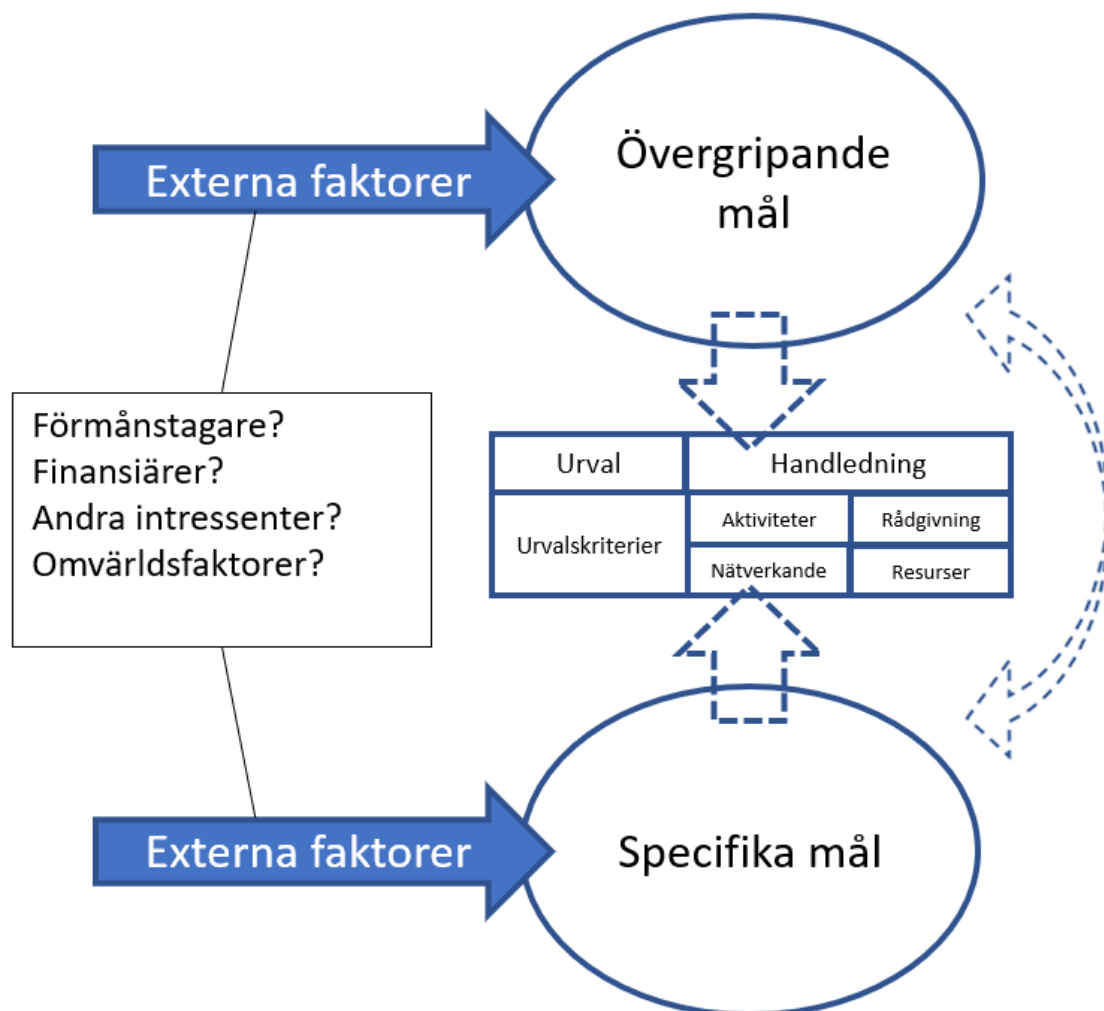 Övergripande
mål
Externa faktorer
Förmånstagare?
Finansiärer?
Andra intressenter?
Omvärldsfaktorer?
Urval
Handledning
Urvalskriterier
Aktiviteter
Rådgivning
Nätverkande
Resurser
Externa faktorer
Specifika mål